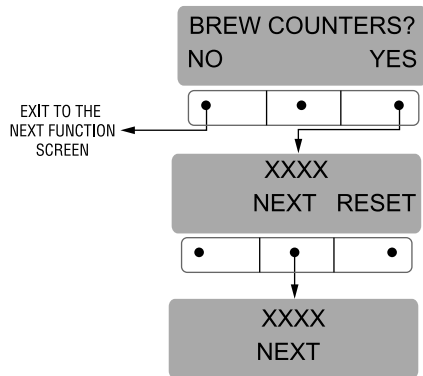 BREW COUNTERS?
NO YES
EXIT TO THE
NEXT FUNCTION
SCREEN
XXXX
NEXT RESET
XXXX
NEXT